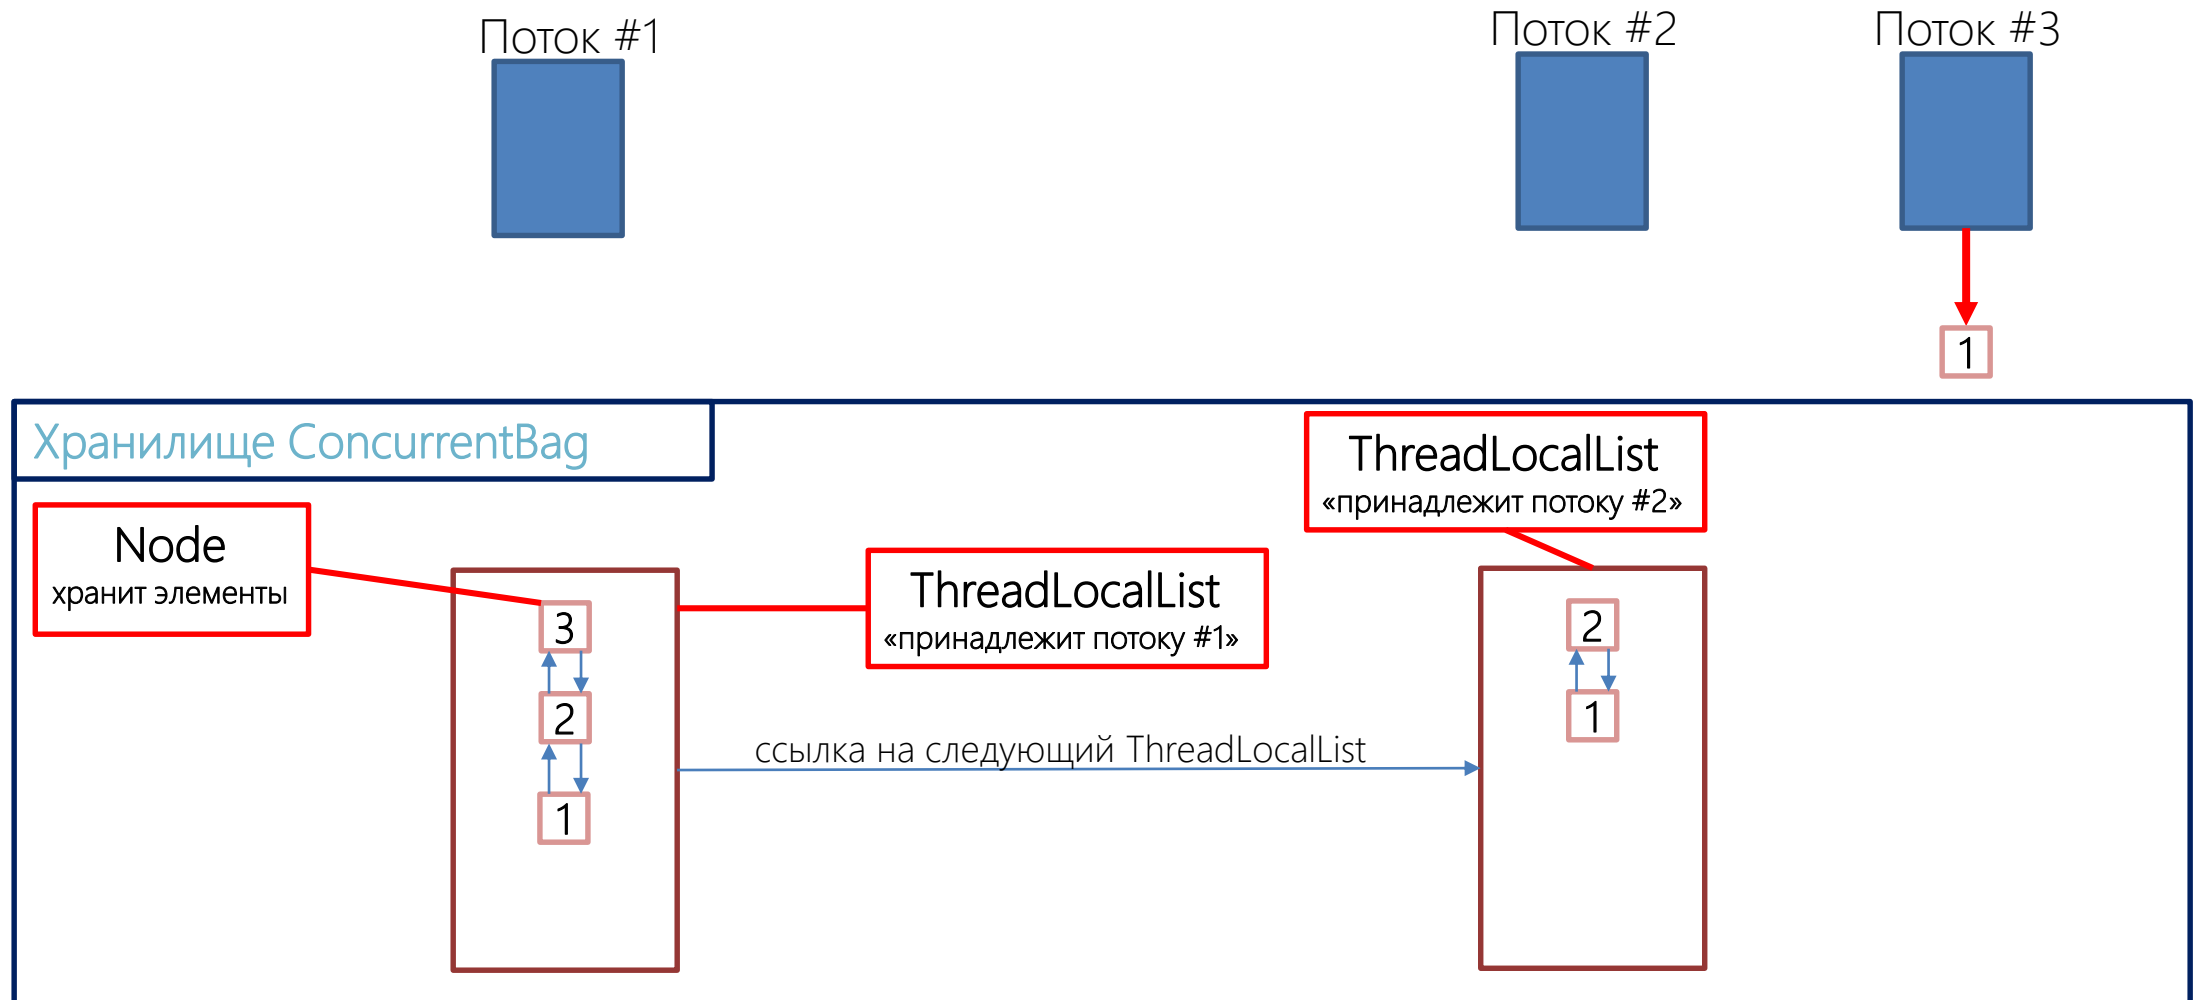 Поток #1
Поток #2
Поток #3
1
Хранилище ConcurrentBag
ThreadLocalList
«принадлежит потоку #2»
Node
хранит элементы
ThreadLocalList
«принадлежит потоку #1»
3
2
1
ссылка на следующий ThreadLocalList
2
1